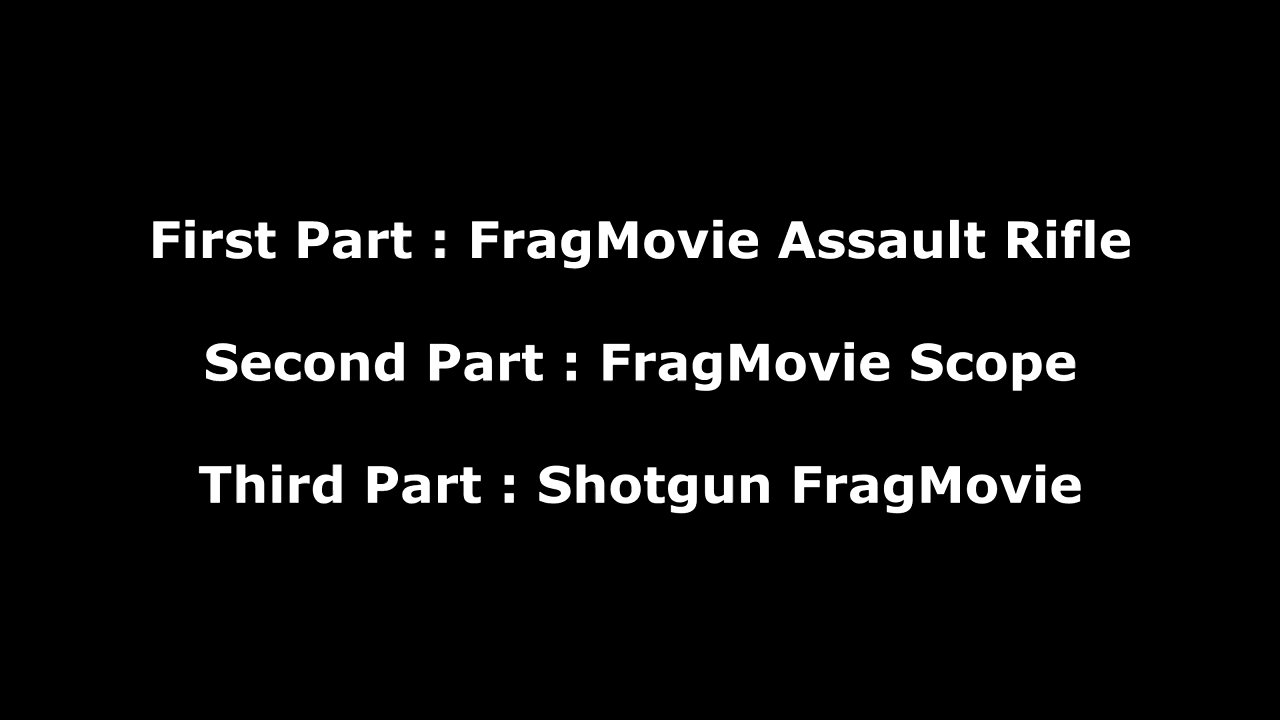 First Part : FragMovie Assault Rifle
Second Part : FragMovie Scope
Third Part : Shotgun FragMovie